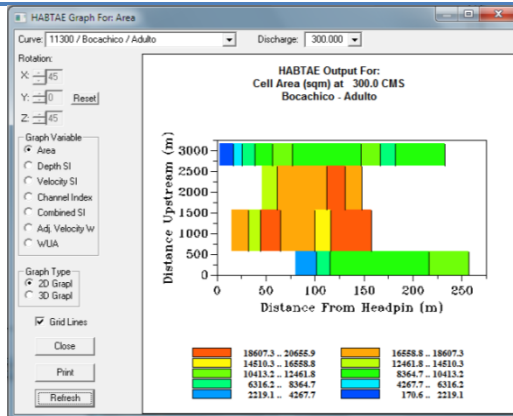 HABTAE Graph For: Area
Curve: 11300 / Bocachico / Adulto
Discharge: 300.000
Rotation:
X: 45
Y: 0 Reset
Z: 45
Graph Variable
Area
Depth SI
Velocity SI
Channel Index
Combined SI
Adj. Velocity W
WUA
Graph Type
2D Grapl
3D Grapl
Grid Lines
Close
Print
Refresh
HABTAE Output For:
Cell Area (sqm) at 300.0 CMS
Bocachico - Adulto
Distance Upstream (m)
3000
2500
2000
1500
1000
500
0
0 50 100 150 200 250
Distance From Headpin (m)
18607.3 .. 20655.9 16558.8 .. 18607.3
14510.3 .. 16558.8 12461.8 .. 14510.3
10413.2 .. 12461.8 8364.7 .. 10413.2
6316.2 .. 8364.7 4267.7 .. 6316.2
2219.1 .. 4267.7 170.6 .. 2219.1